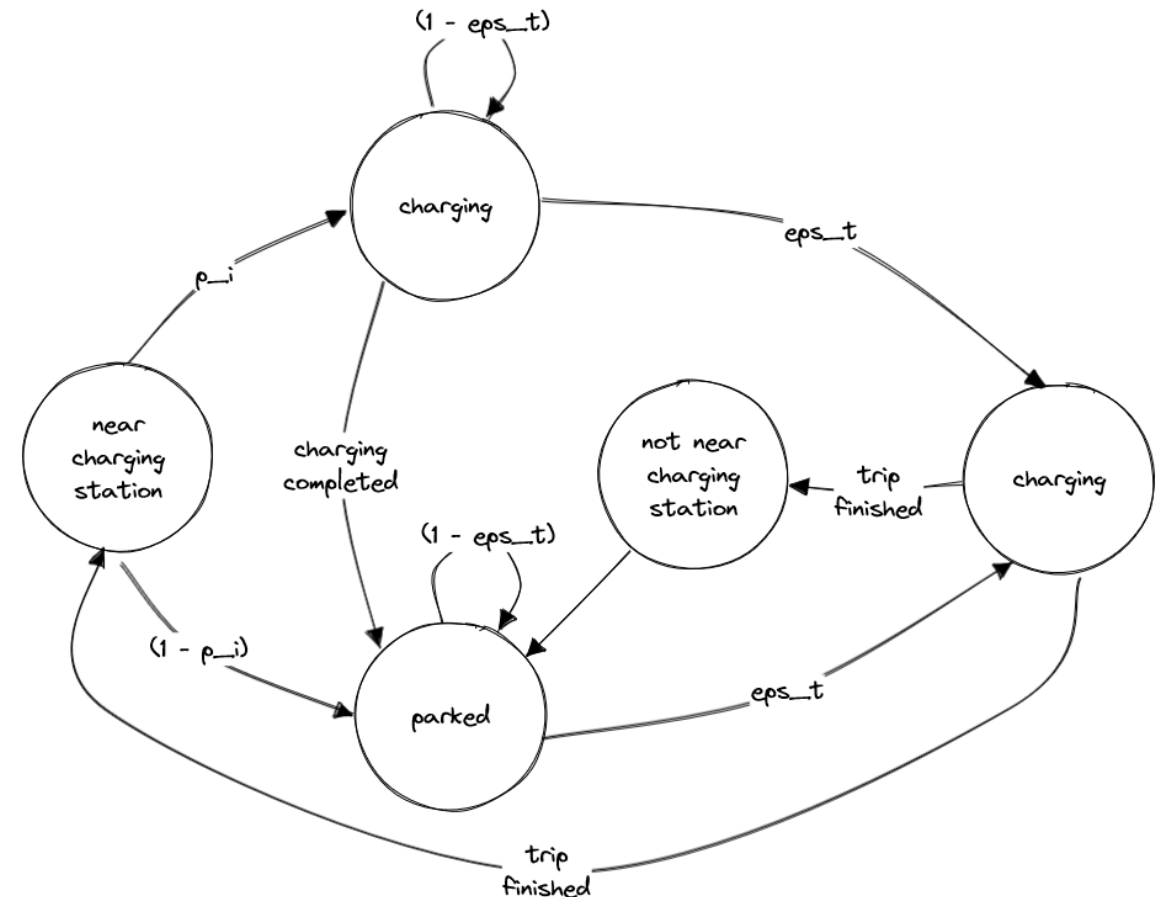 (1 - eps_t)
charging
eps_t
p_i
near
charging
station
charging
completed
not near
charging
station
trip
finished
charging
(1 - eps_t)
(1 - p_i)
parked
eps_t
trip
finished